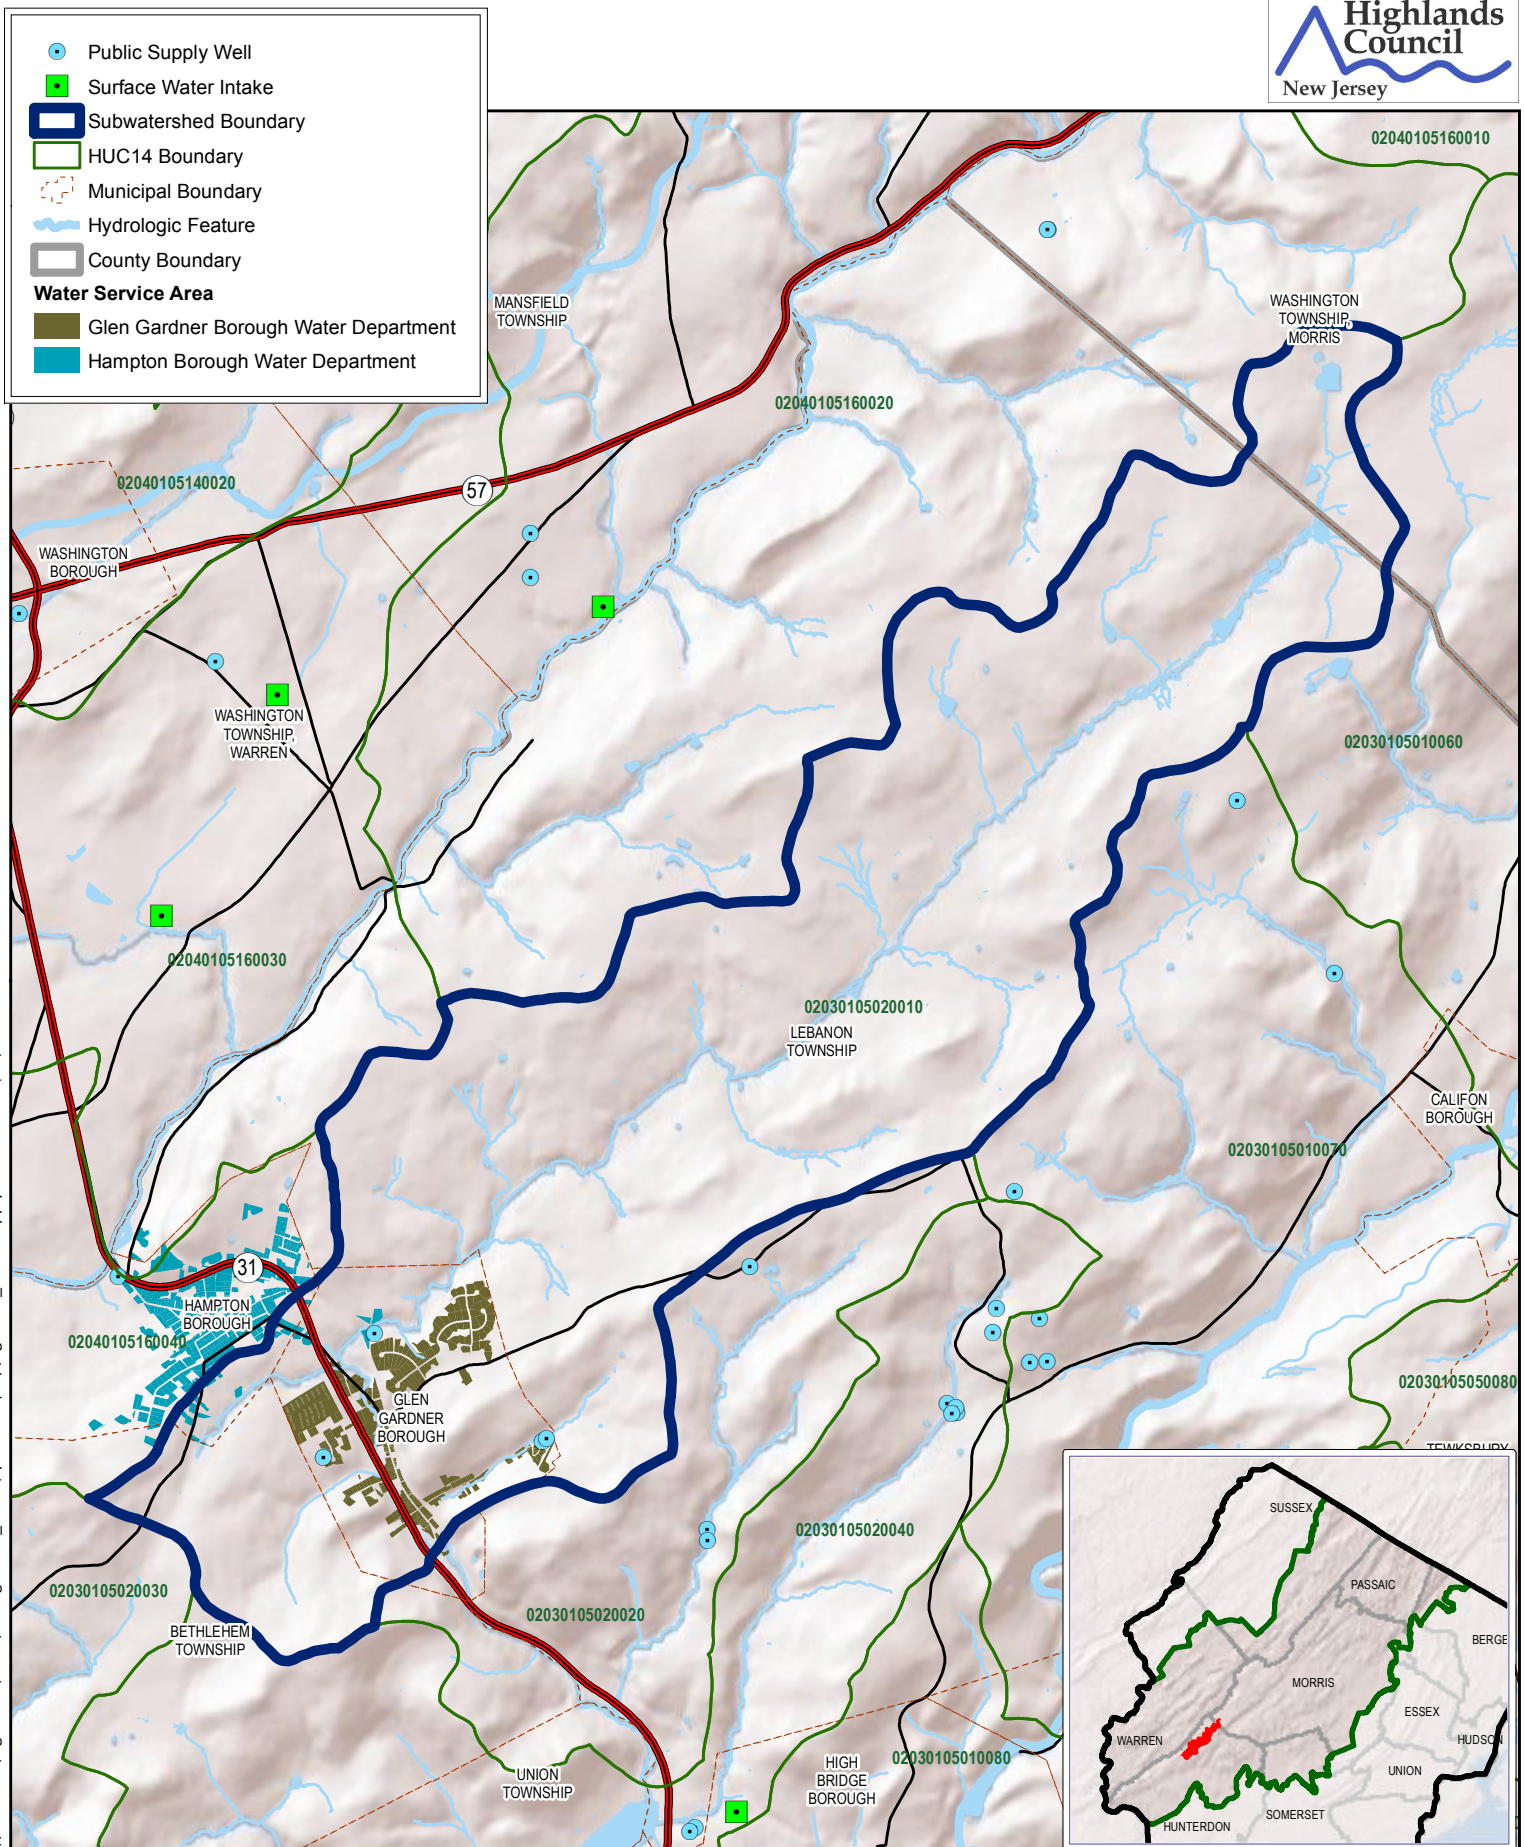 Highlands
Council
New Jersey
Public Supply Well
Surface Water Intake
Subwatershed Boundary
HUC14 Boundary
Municipal Boundary
Hydrologic Feature
County Boundary
Water Service Area
Glen Gardner Borough Water Department
Hampton Borough Water Department
02040105160010
MANSFIELD
TOWNSHIP
WASHINGTON
TOWNSHIP,
MORRIS
02040105160020
02040105140020
57
WASHINGTON
BOROUGH
WASHINGTON
TOWNSHIP,
WARREN
02030105010060
02040105160030
02030105020010
LEBANON
TOWNSHIP
CALIFON
BOROUGH
02030105010070
31
HAMPTON
BOROUGH
02040105160040
GLEN
GARDNER
BOROUGH
02030105050080
TEWKSBURY
02030105020040
02030105020030
02030105020020
BETHLEHEM
TOWNSHIP
UNION
TOWNSHIP
HIGH
BRIDGE
BOROUGH
02030105010080
SUSSEX
PASSAIC
BERGE
MORRIS
ESSEX
WARREN
HUDSON
UNION
SOMERSET
HUNTERDON